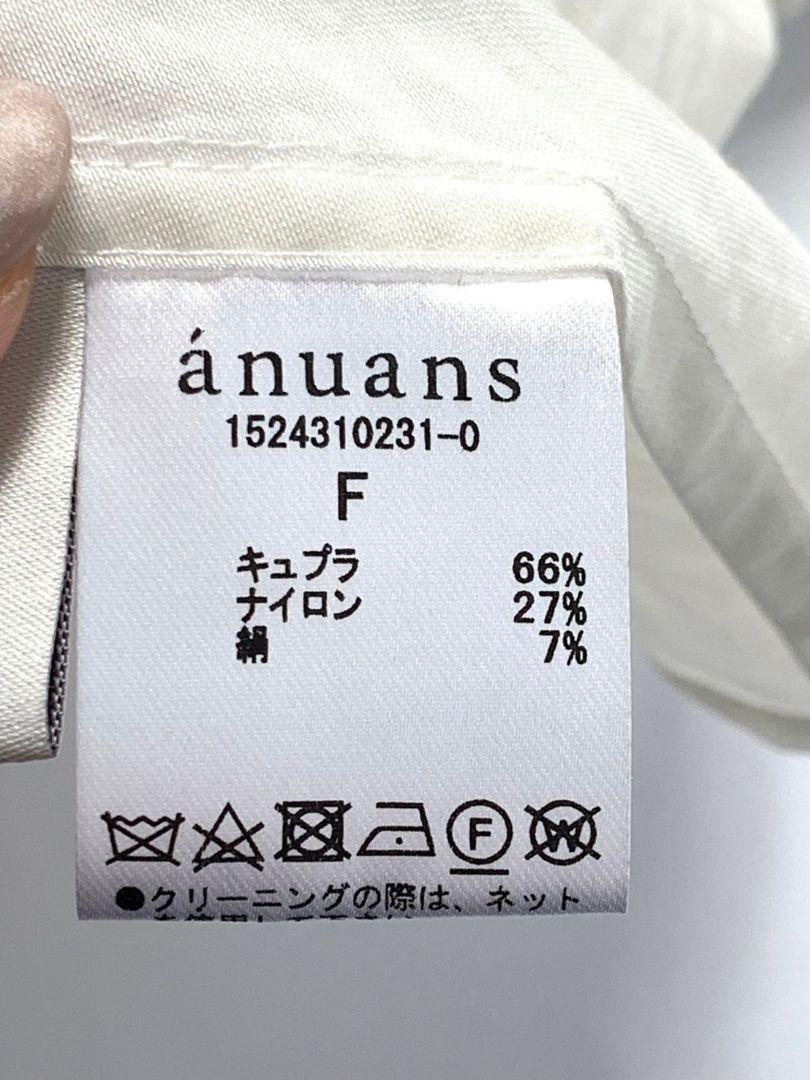 ánuans
1524310231-0
F
キュプラ 66%
ナイロン 27%
絹 7%
F W
●クリーニングの際は、ネット